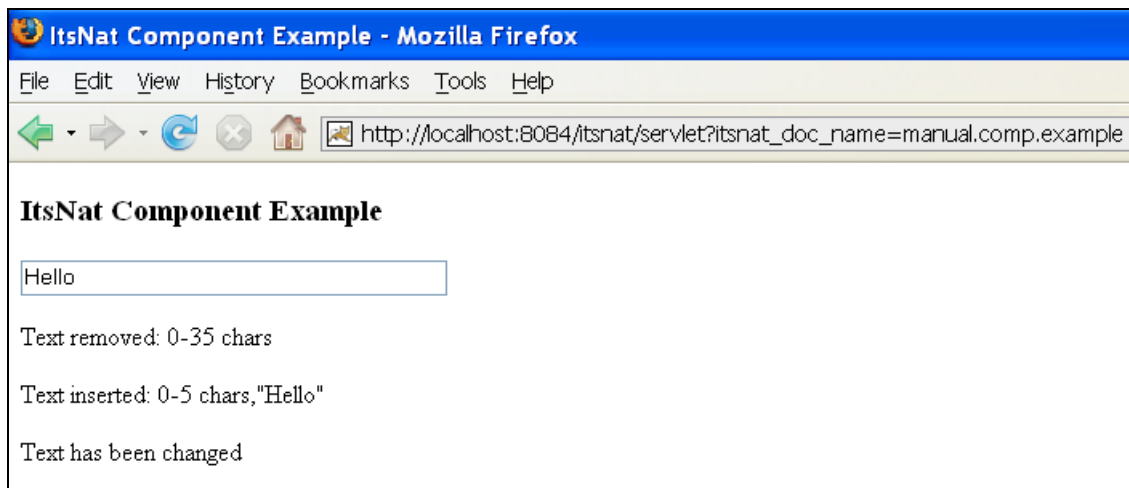 ItsNat Component Example - Mozilla Firefox
File Edit View History Bookmarks Tools Help
http://localhost:8084/itsnat/servlet?itsnat_doc_name=manual.comp.example
ItsNat Component Example
Hello
Text removed: 0-35 chars
Text inserted: 0-5 chars,"Hello"
Text has been changed